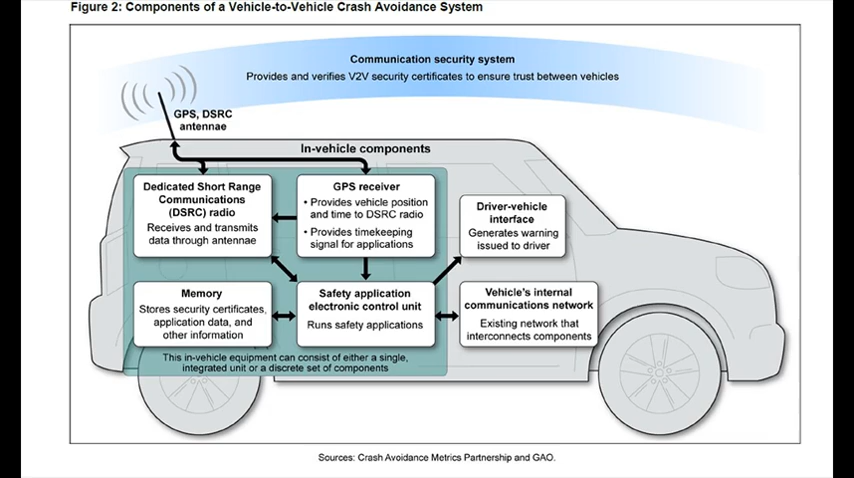 Figure 2: Components of a Vehicle-to-Vehicle Crash Avoidance System
Communication security system
Provides and verifies V2V security certificates to ensure trust between vehicles
GPS, DSRC
antennae
In-vehicle components
Dedicated Short Range
Communications
(DSRC) radio
Receives and transmits
data through antennae
GPS receiver
• Provides vehicle position
and time to DSRC radio
• Provides timekeeping
signal for applications
Driver-vehicle
interface
Generates warning
issued to driver
Memory
Stores security certificates,
application data, and
other information
Safety application
electronic control unit
Runs safety applications
Vehicle's internal
communications network
Existing network that
interconnects components
This in-vehicle equipment can consist of either a single,
integrated unit or a discrete set of components
Sources: Crash Avoidance Metrics Partnership and GAO.